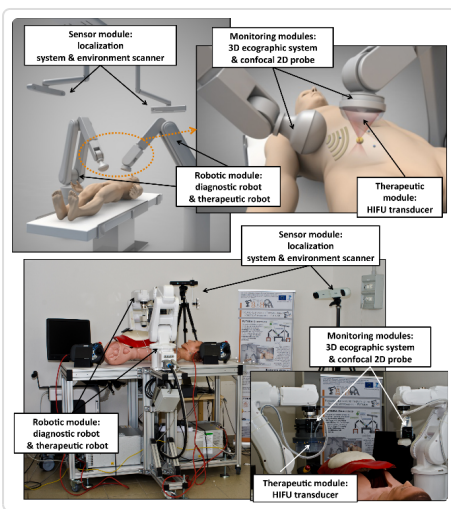 Sensor module:
localization
system & environment scanner
Monitoring modules:
3D ecographic system
& confocal 2D probe
Robotic module:
diagnostic robot
& therapeutic robot
Therapeutic
module:
HIFU transducer
Sensor module:
localization
system & environment scanner
Monitoring modules:
3D ecographic system
& confocal 2D probe
Robotic module:
diagnostic robot
& therapeutic robot
Therapeutic module:
HIFU transducer